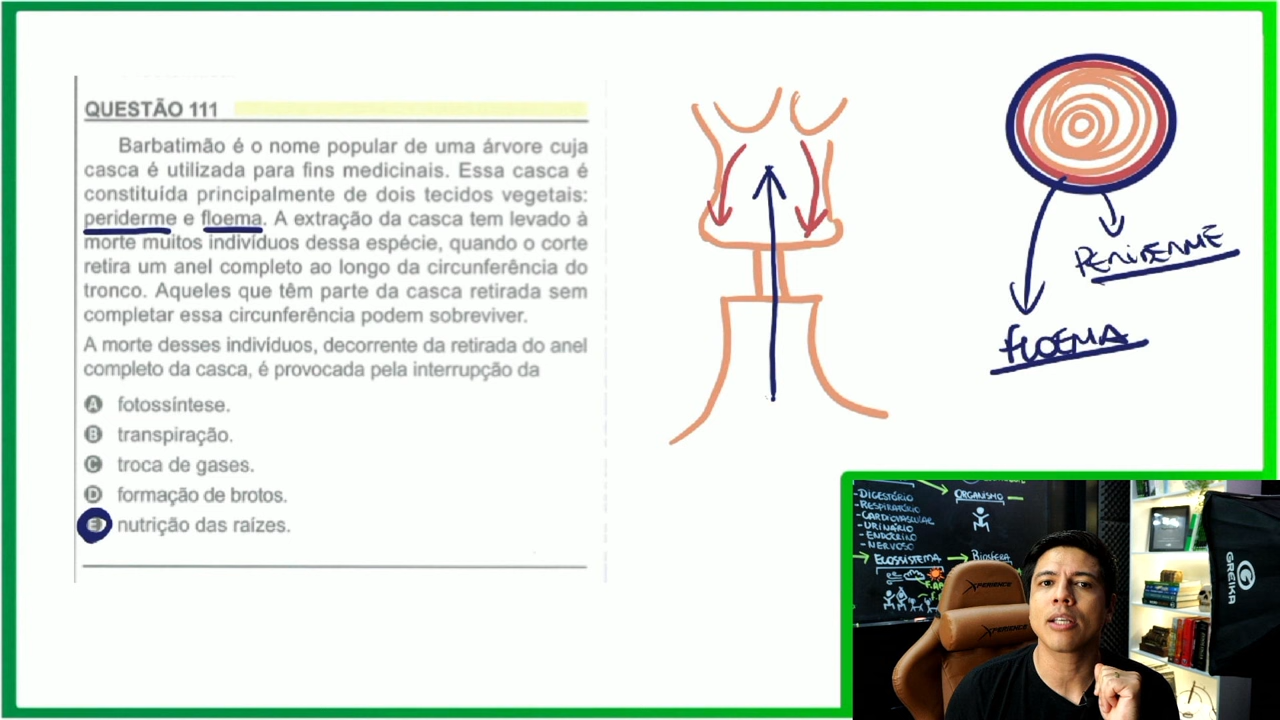 QUESTÃO 111
Barbatimão é o nome popular de uma árvore cuja
casca é utilizada para fins medicinais. Essa casca é
constituída principalmente de dois tecidos vegetais:
periderme e floema. A extração da casca tem levado à
morte muitos indivíduos dessa espécie, quando o corte
retira um anel completo ao longo da circunferência do
tronco. Aqueles que têm parte da casca retirada sem
completar essa circunferência podem sobreviver.
A morte desses indivíduos, decorrente da retirada do anel
completo da casca, é provocada pela interrupção da
A fotossíntese.
B transpiração.
C troca de gases.
D formação de brotos.
E nutrição das raízes.
PERIDERME
FLOEMA
-DIGESTÓRIO
-RESPIRATÓRIO
-CARDIOVASCULAR
-URINÁRIO
-ENDÓCRINO
-NERVOSO
ORGANISMO
ECOSSISTEMA
BIOSFERA
XPERIENCE
XPERIENCE
GREIKA